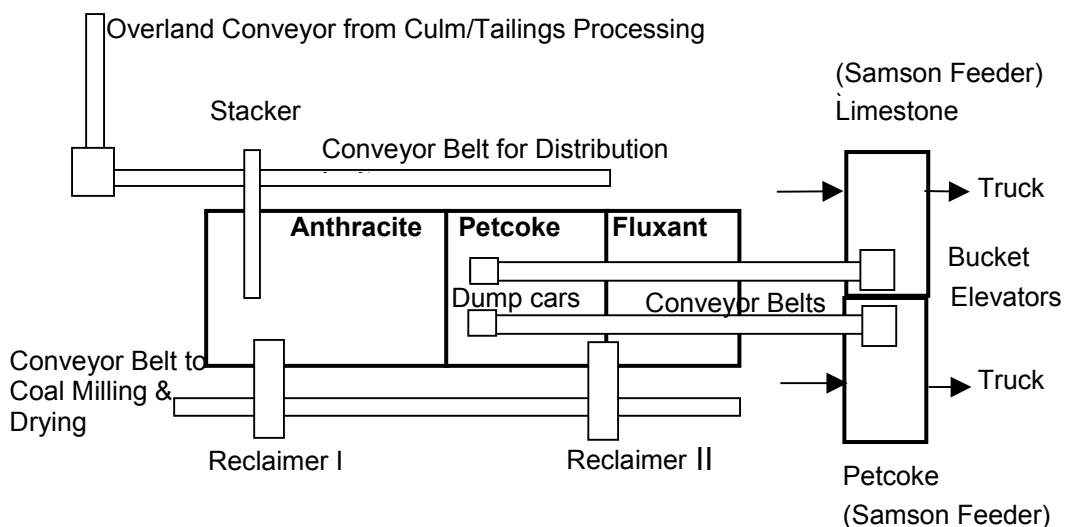 Overland Conveyor from Culm/Tailings Processing
(Samson Feeder)
Limestone
Stacker
Conveyor Belt for Distribution
Truck
Anthracite
Petcoke
Fluxant
Bucket
Elevators
Dump cars
Conveyor Belts
Conveyor Belt to
Coal Milling &
Drying
Truck
Reclaimer I
Reclaimer II
Petcoke
(Samson Feeder)